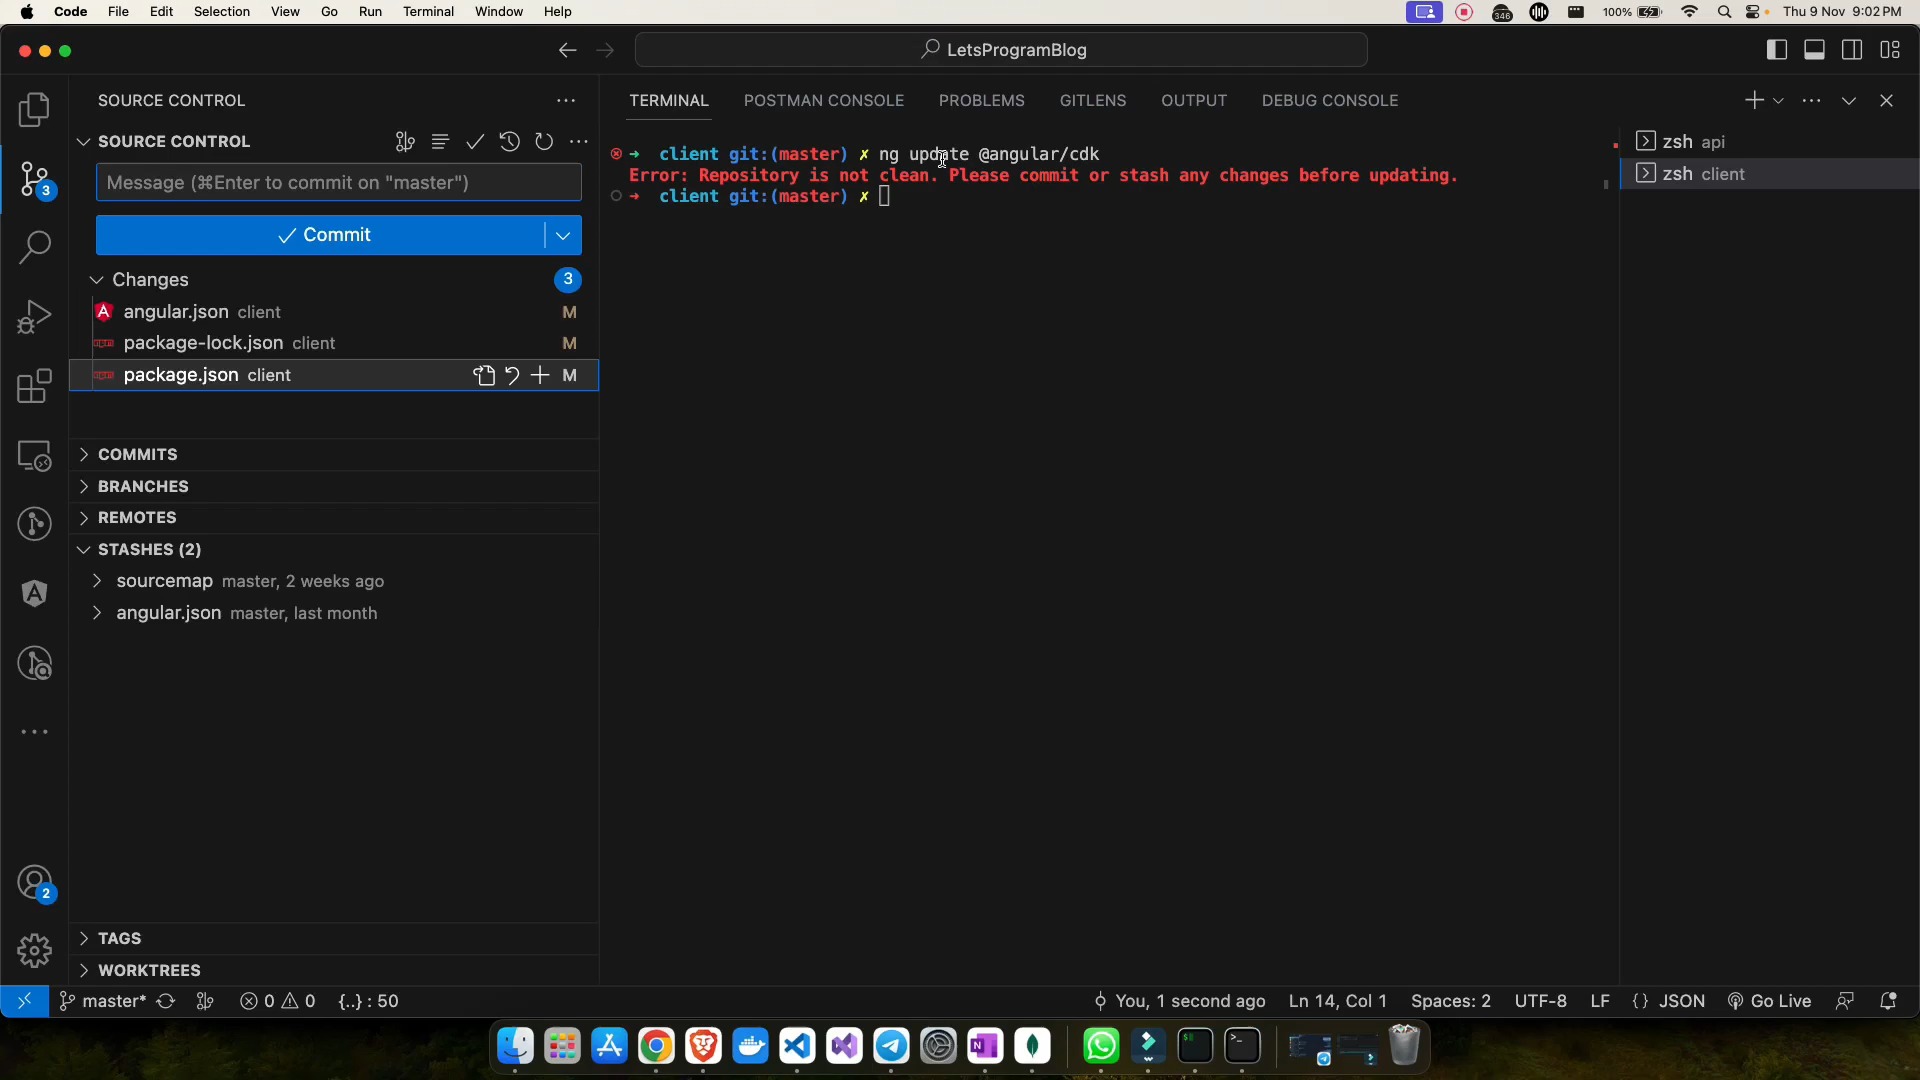 Code File Edit Selection View Go Run Terminal Window Help
346 100% Thu 9 Nov 9:02 PM
LetsProgramBlog
SOURCE CONTROL
SOURCE CONTROL
Message (⌘Enter to commit on "master")
Commit
Changes 3
angular.json client M
package-lock.json client M
package.json client M
COMMITS
BRANCHES
REMOTES
STASHES (2)
sourcemap master, 2 weeks ago
angular.json master, last month
TAGS
WORKTREES
3
2
TERMINAL POSTMAN CONSOLE PROBLEMS GITLENS OUTPUT DEBUG CONSOLE
➜ client git:(master) ✗ ng update @angular/cdk
Error: Repository is not clean. Please commit or stash any changes before updating.
➜ client git:(master) ✗
zsh api
zsh client
master* 0 0 {..} : 50 You, 1 second ago Ln 14, Col 1 Spaces: 2 UTF-8 LF {} JSON Go Live